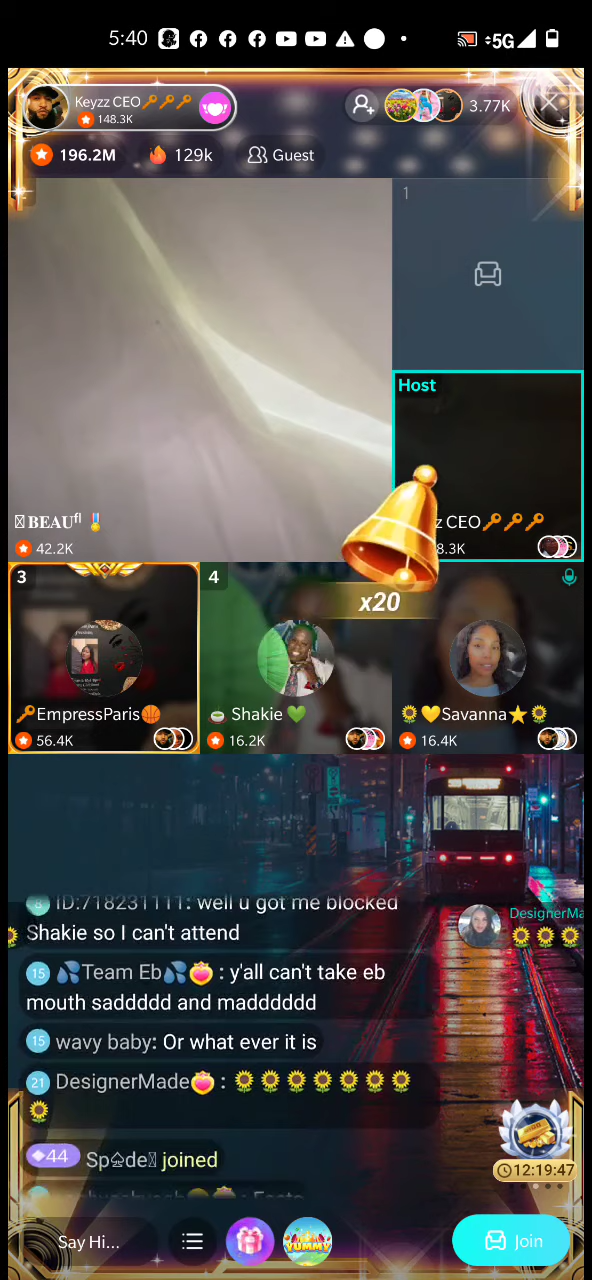 5:40
5G
Keyzz CEO🔑🔑🔑
148.3K
3.77K
196.2M
129k
Guest
1
Host
BEAUᶠˡ 🎖️
42.2K
z CEO🔑🔑🔑
8.3K
x20
3
4
🔑EmpressParis🏀
56.4K
🍵 Shakie 💚
16.2K
🌻💛Savanna⭐🌻
16.4K
8 ID:718231111: well u got me blocked
Shakie so I can't attend
DesignerMa
🌻🌻🌻
15 💦Team Eb💦🍑 : y'all can't take eb
mouth saddddd and madddddd
15 wavy baby: Or what ever it is
21 DesignerMade🍑 : 🌻🌻🌻🌻🌻🌻🌻
🌻
44 Sp♤de joined
12:19:47
Say Hi...
YUMMY
Join